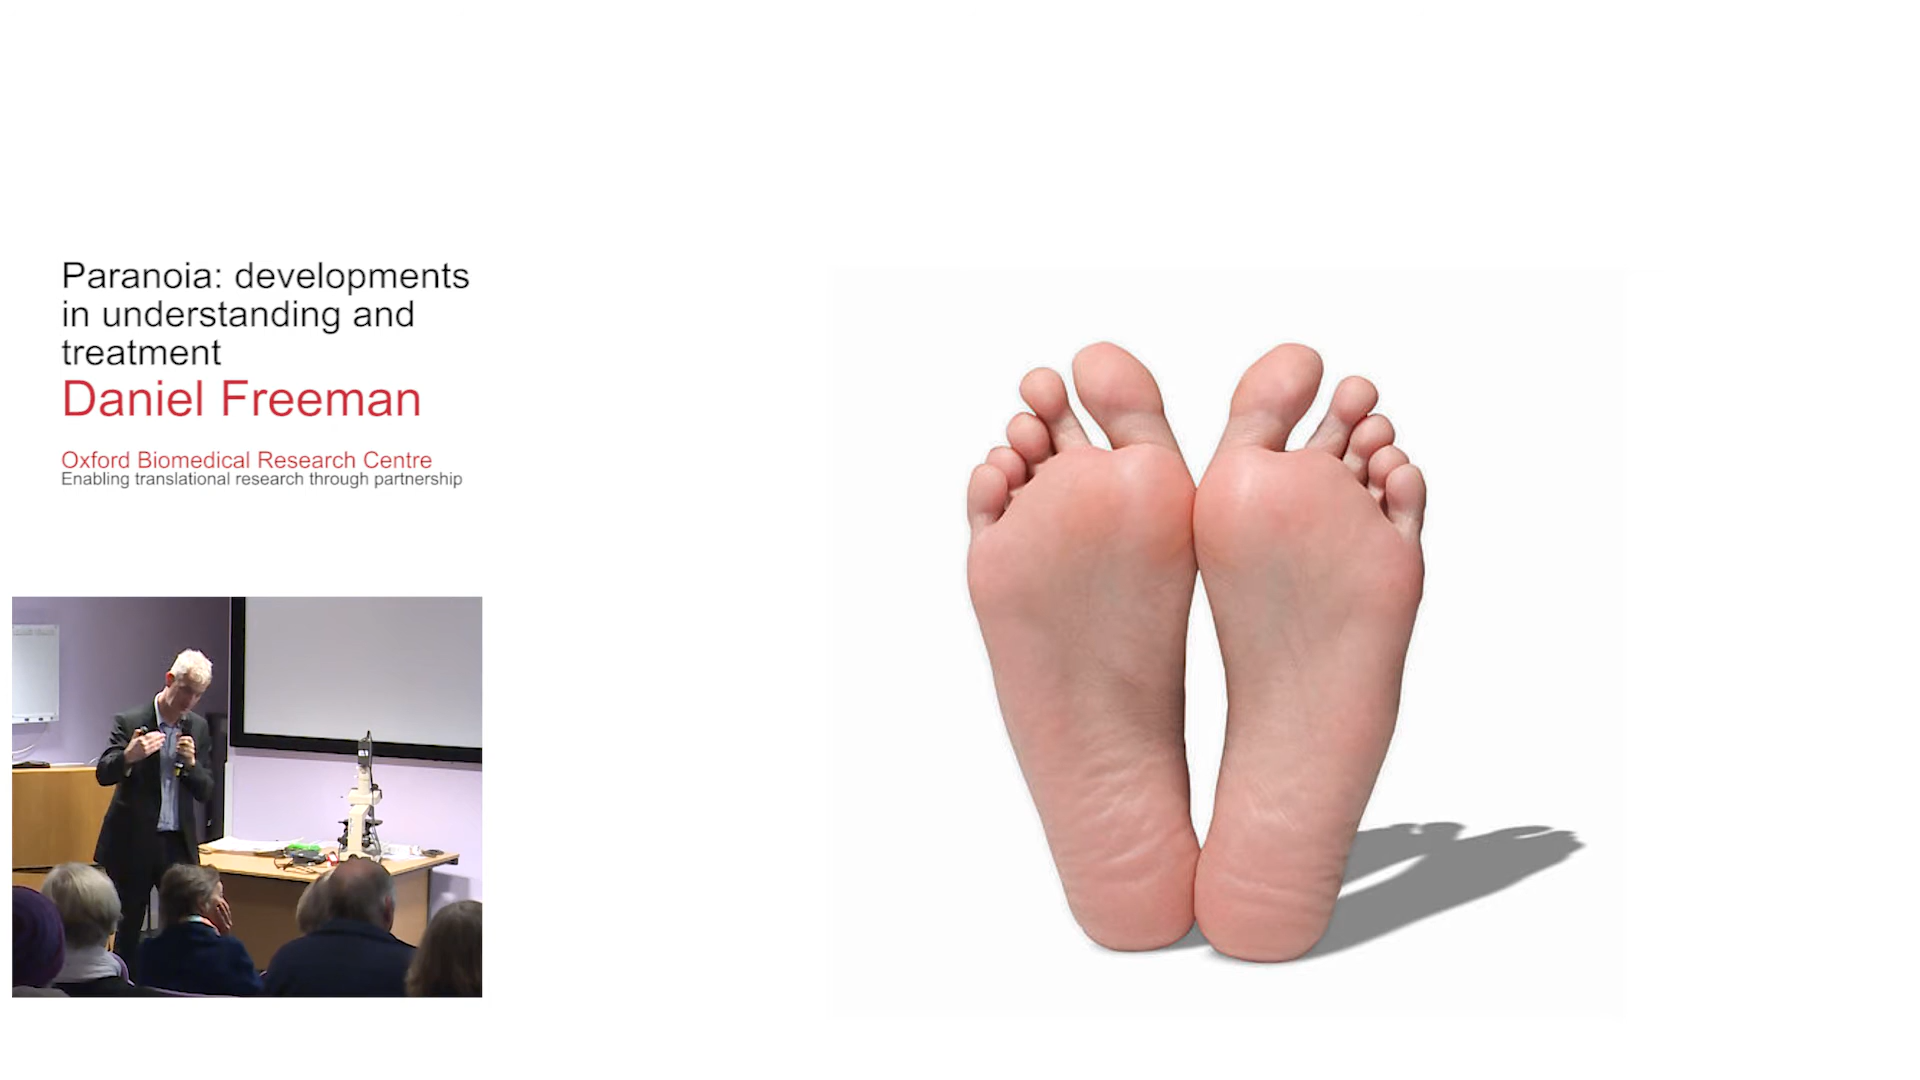 Paranoia: developments
in understanding and
treatment
Daniel Freeman
Oxford Biomedical Research Centre
Enabling translational research through partnership